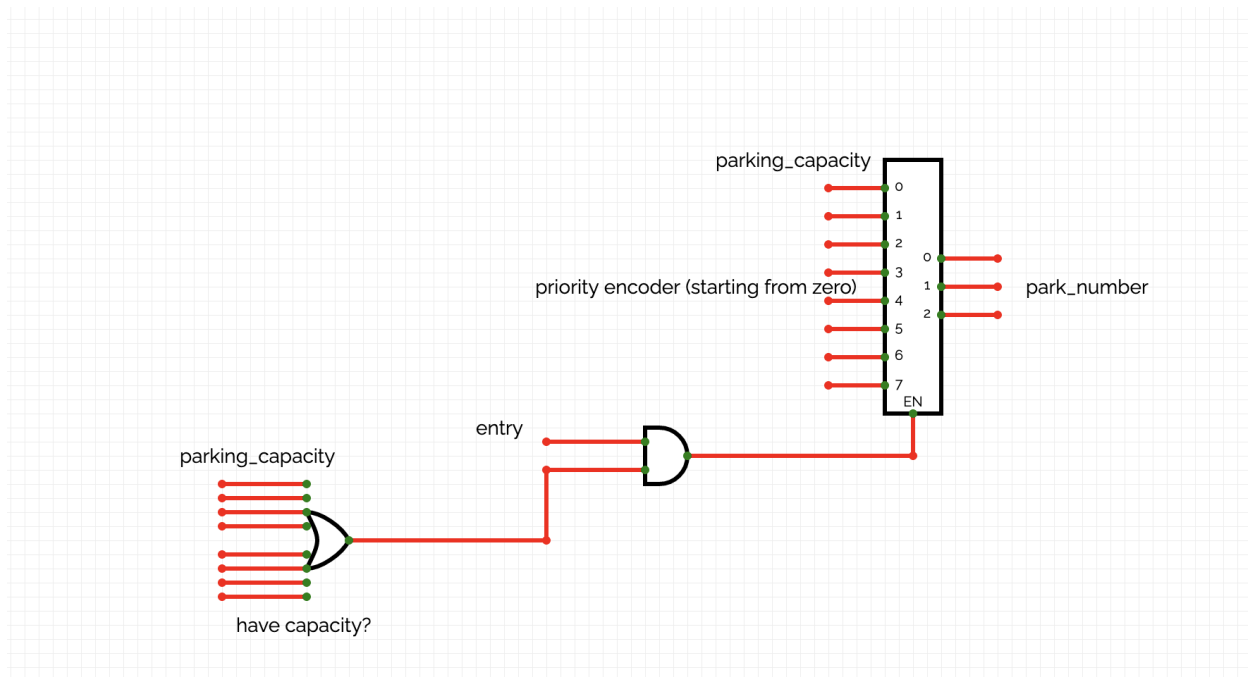 parking_capacity
0
1
2
3
4
5
6
7
EN
0
1
2
priority encoder (starting from zero)
park_number
entry
parking_capacity
have capacity?